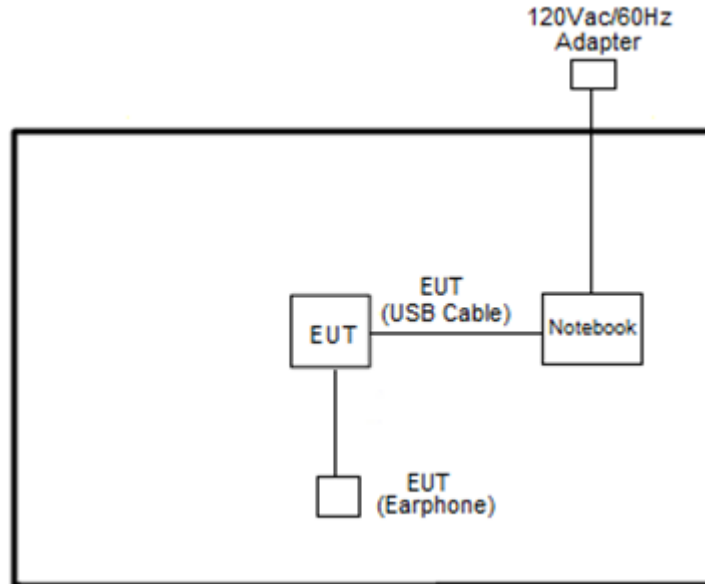 120Vac/60Hz
Adapter
EUT
(USB Cable)
EUT
Notebook
EUT
(Earphone)